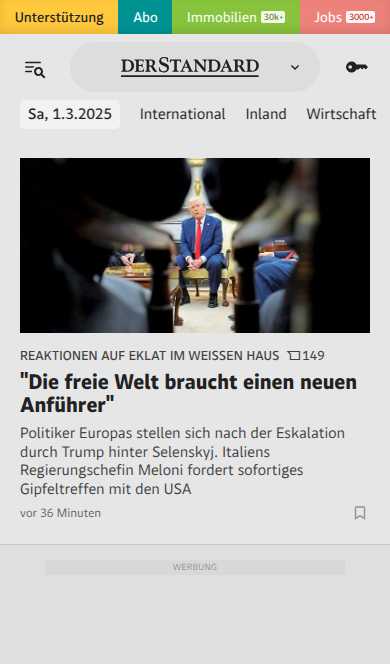 Unterstützung Abo Immobilien 30k+ Jobs 3000+
DERSTANDARD
Sa, 1.3.2025 International Inland Wirtschaft
REAKTIONEN AUF EKLAT IM WEISSEN HAUS 149
"Die freie Welt braucht einen neuen
Anführer"
Politiker Europas stellen sich nach der Eskalation
durch Trump hinter Selenskyj. Italiens
Regierungschefin Meloni fordert sofortiges
Gipfeltreffen mit den USA
vor 36 Minuten
WERBUNG